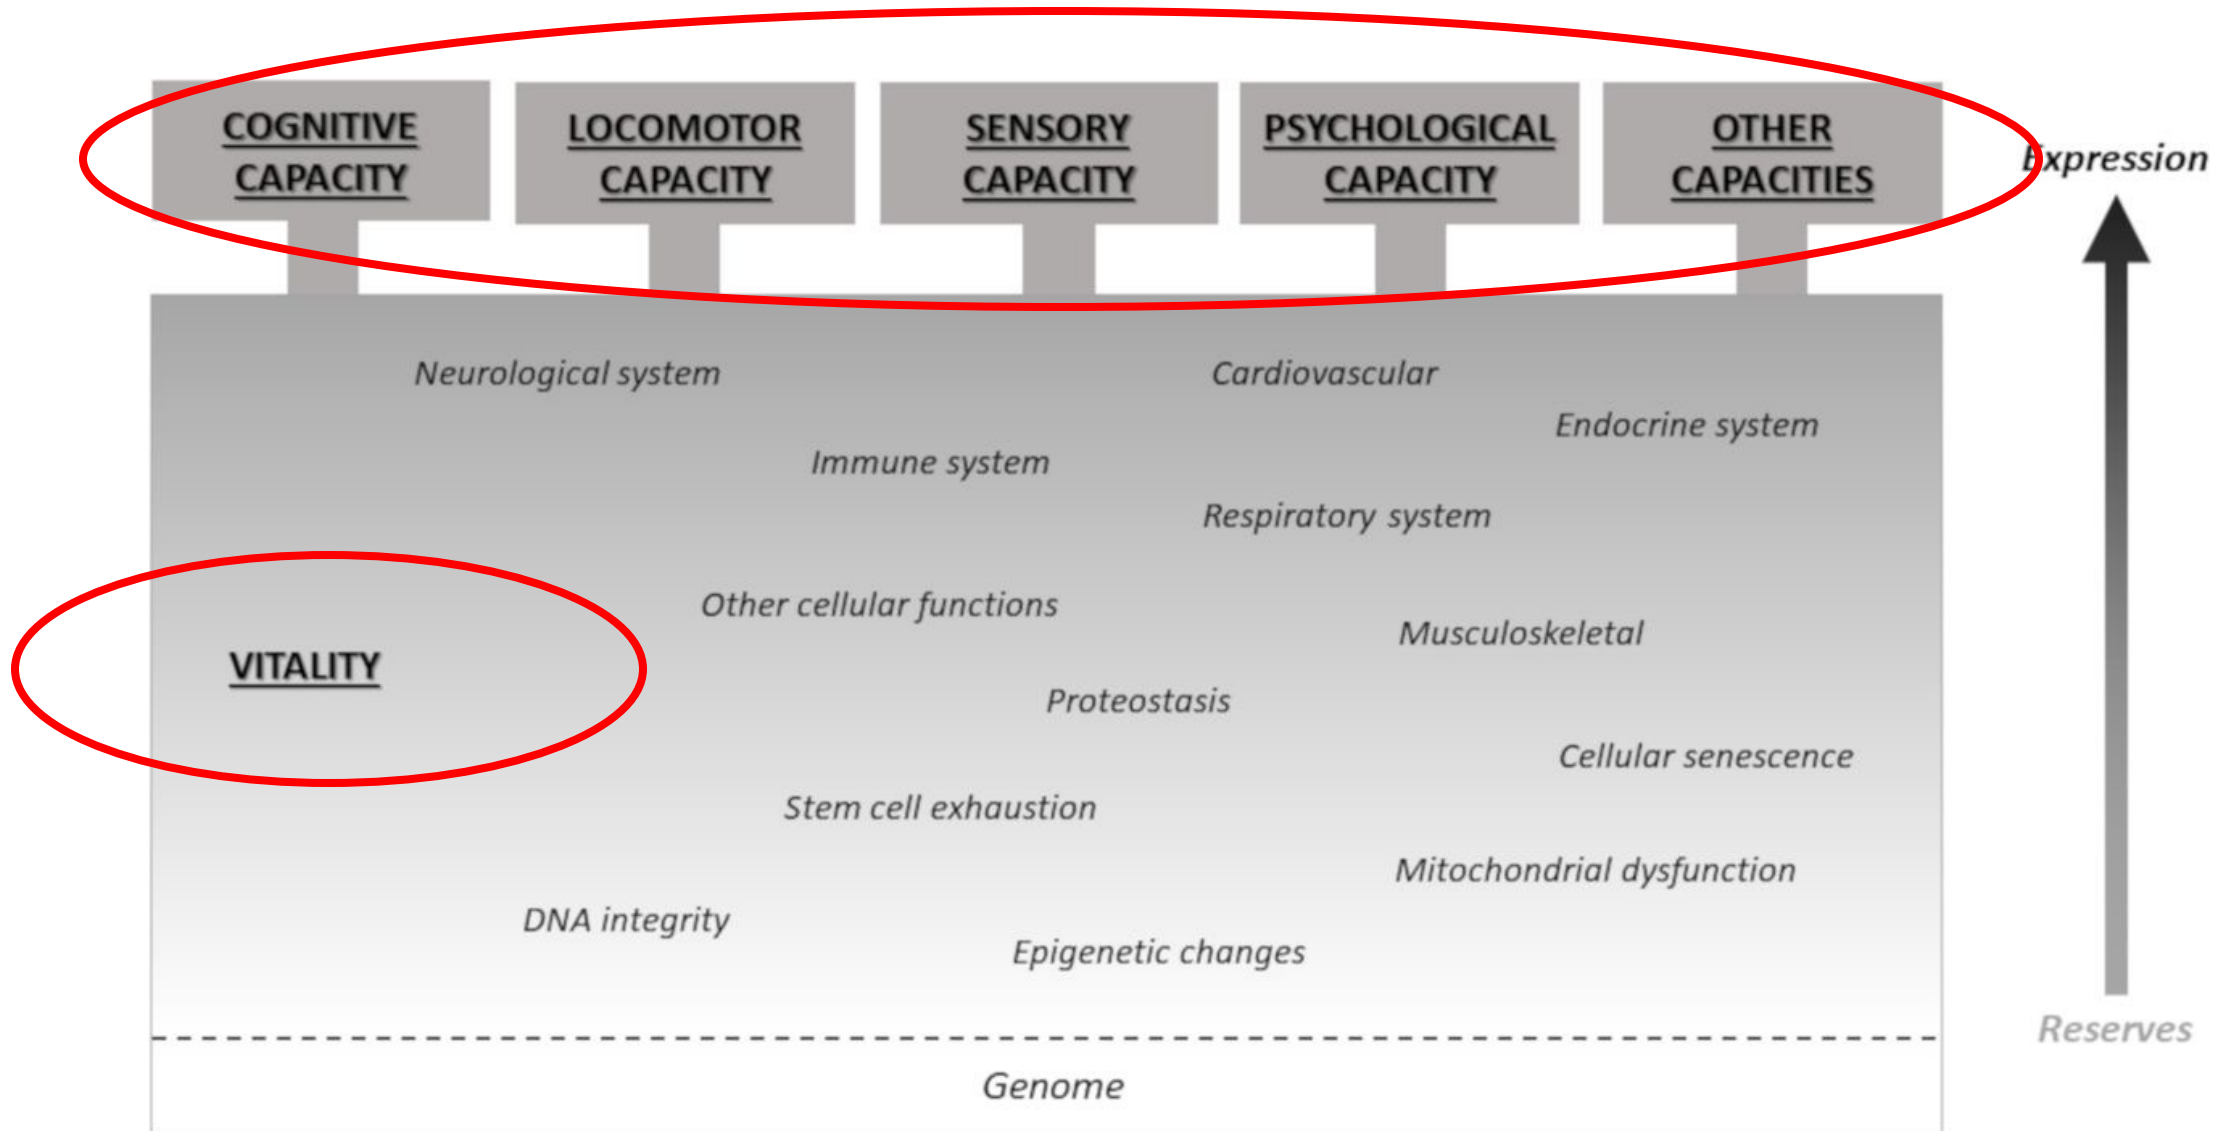 COGNITIVE
CAPACITY
LOCOMOTOR
CAPACITY
SENSORY
CAPACITY
PSYCHOLOGICAL
CAPACITY
OTHER
CAPACITIES
Expression
Neurological system
Cardiovascular
Endocrine system
Immune system
Respiratory system
Other cellular functions
Musculoskeletal
VITALITY
Proteostasis
Cellular senescence
Stem cell exhaustion
Mitochondrial dysfunction
DNA integrity
Epigenetic changes
Reserves
Genome